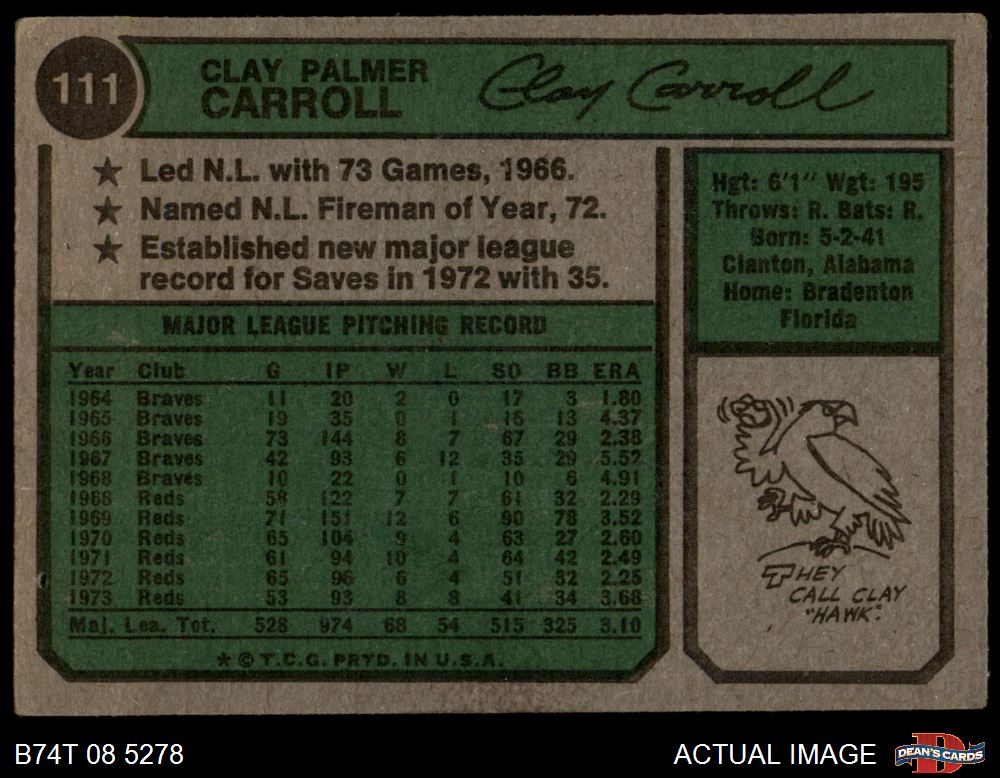 111
CLAY PALMER
CARROLL
Clay Carroll
★ Led N.L. with 73 Games, 1966.
★ Named N.L. Fireman of Year, 72.
★ Established new major league
record for Saves in 1972 with 35.
Hgt: 6'1" Wgt: 195
Throws: R. Bats: R.
Born: 5-2-41
Clanton, Alabama
Home: Bradenton
Florida
MAJOR LEAGUE PITCHING RECORD
Year Club G IP W L SO BB ERA
1964 Braves 11 20 2 0 17 3 1.80
1965 Braves 19 35 0 1 16 13 4.37
1966 Braves 73 144 8 7 67 29 2.38
1967 Braves 42 93 6 12 35 29 5.52
1968 Braves 10 22 0 1 10 6 4.91
1968 Reds 58 122 7 7 61 32 2.29
1969 Reds 71 151 12 6 90 78 3.52
1970 Reds 65 104 9 4 63 27 2.60
1971 Reds 61 94 10 4 64 42 2.49
1972 Reds 65 96 6 4 51 32 2.25
1973 Reds 53 93 8 8 41 34 3.68
Maj. Lea. Tot. 528 974 68 54 515 325 3.10
★ © T.C.G. PRTD. IN U.S.A.
THEY
CALL CLAY
"HAWK".
B74T 08 5278
ACTUAL IMAGE
DEAN'S CARDS